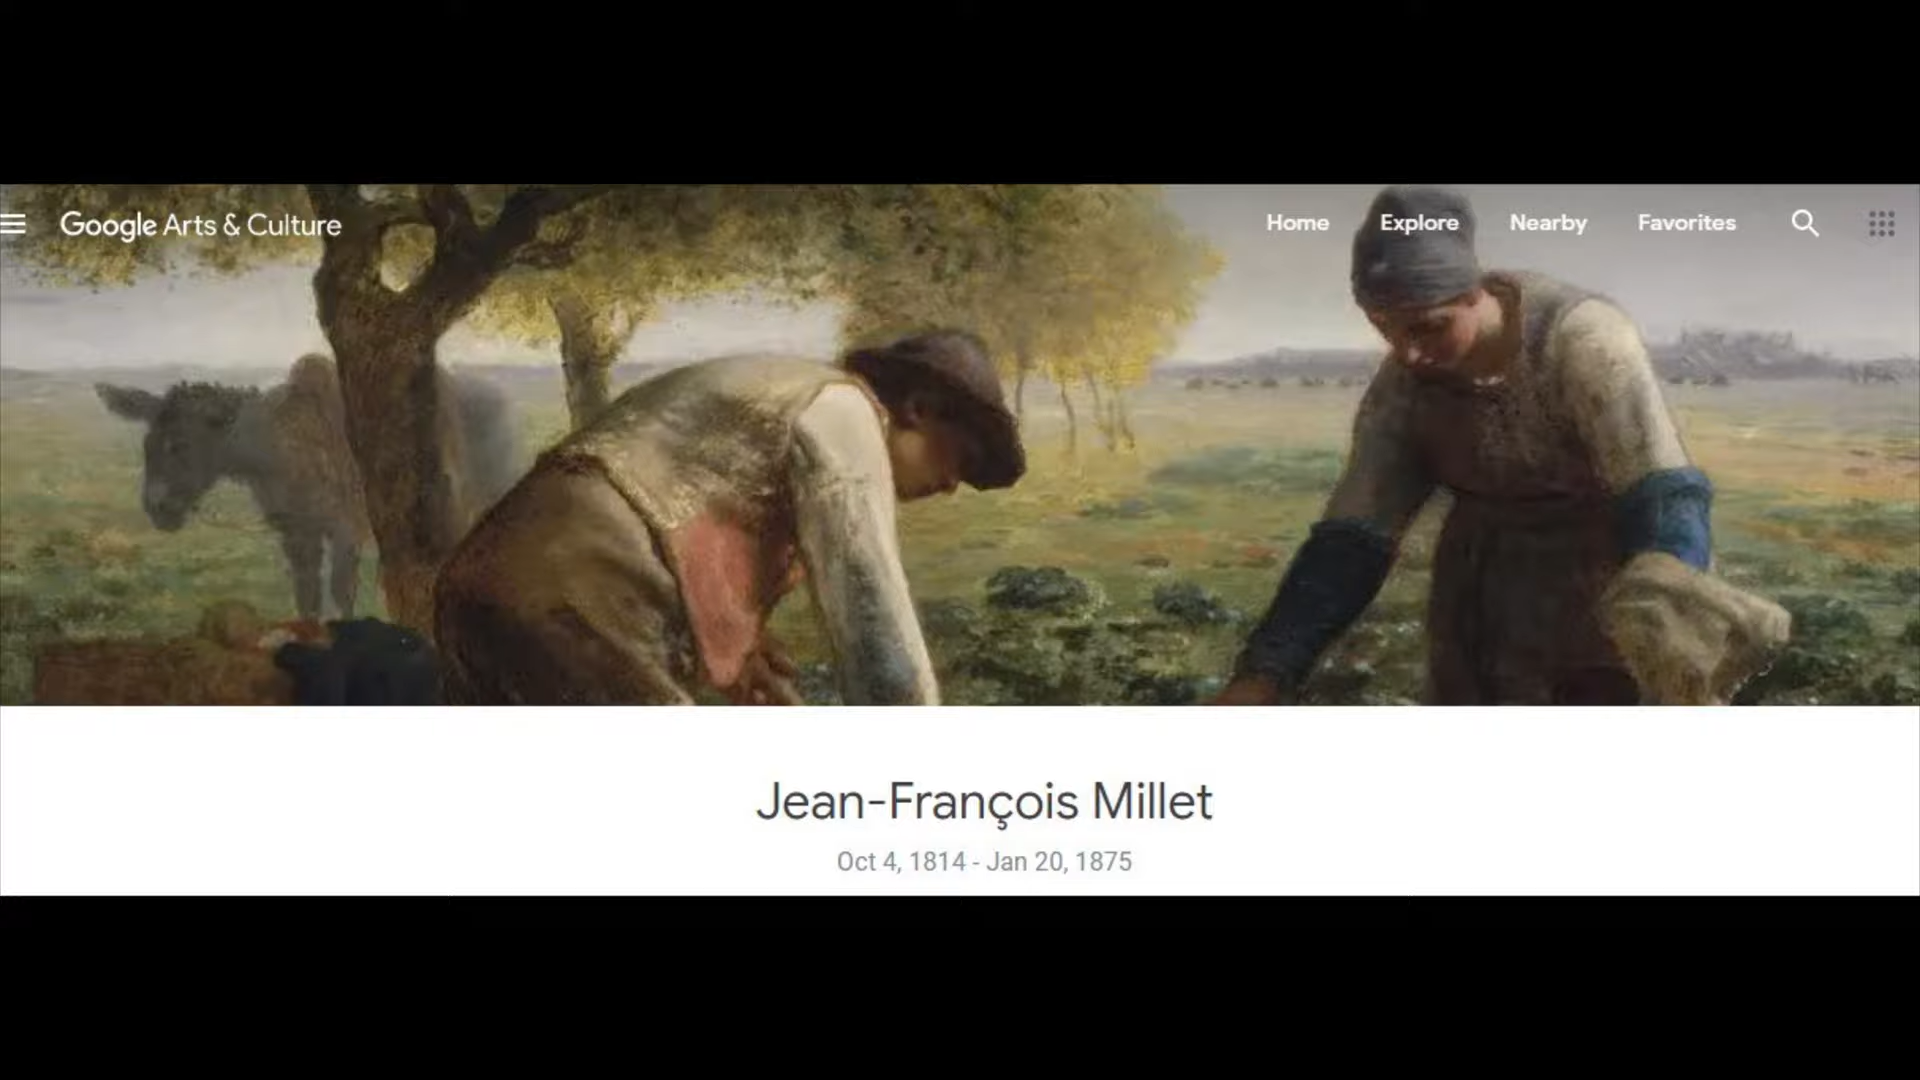 Google Arts & Culture
Home Explore Nearby Favorites
Jean-François Millet
Oct 4, 1814 - Jan 20, 1875